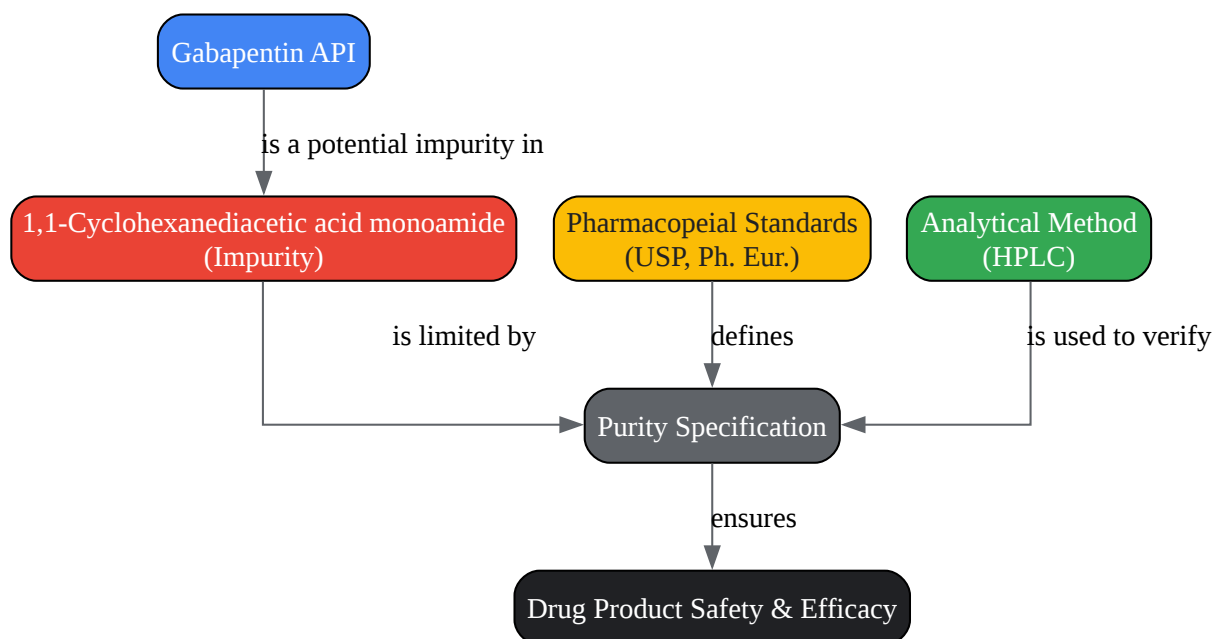 Gabapentin API
is a potential impurity in
1,1-Cyclohexanediacetic acid monoamide
(Impurity)
Pharmacopeial Standards
(USP, Ph. Eur.)
Analytical Method
(HPLC)
is limited by
defines
is used to verify
Purity Specification
ensures
Drug Product Safety & Efficacy